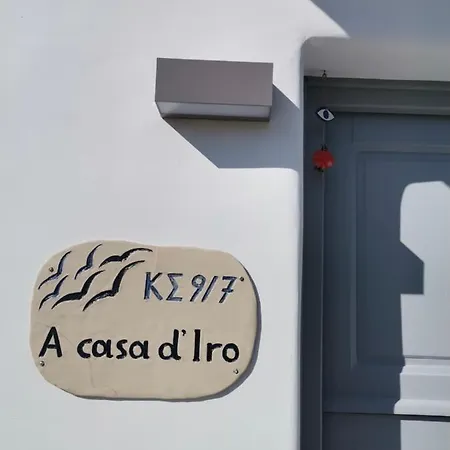 ΚΣ 9/7
A casa d'Iro